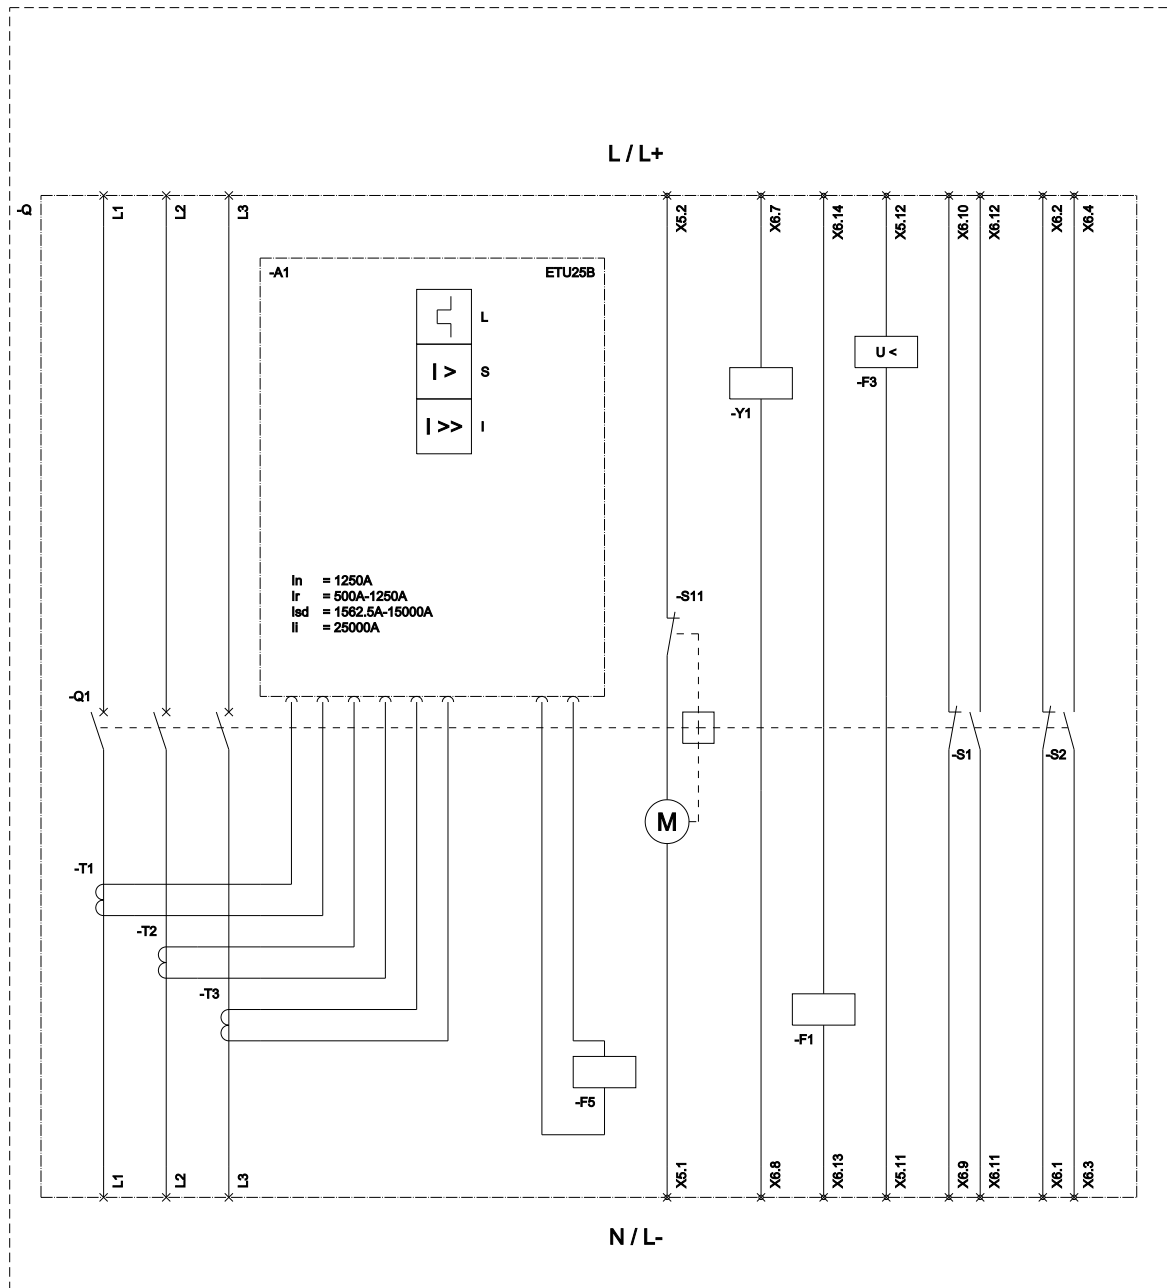 L / L+
-Q
L1
L2
L3
X5.2
X6.7
X6.14
X5.12
X6.10
X6.12
X6.2
X6.4
-A1
ETU25B
L
I >
S
I >>
I
U <
-F3
-Y1
In = 1250A
Ir = 500A-1250A
Isd = 1562.5A-15000A
Ii = 25000A
-S11
-Q1
-S1
-S2
M
-T1
-T2
-T3
-F1
-F5
L1
L2
L3
X5.1
X6.8
X6.13
X5.11
X6.9
X6.11
X6.1
X6.3
N / L-